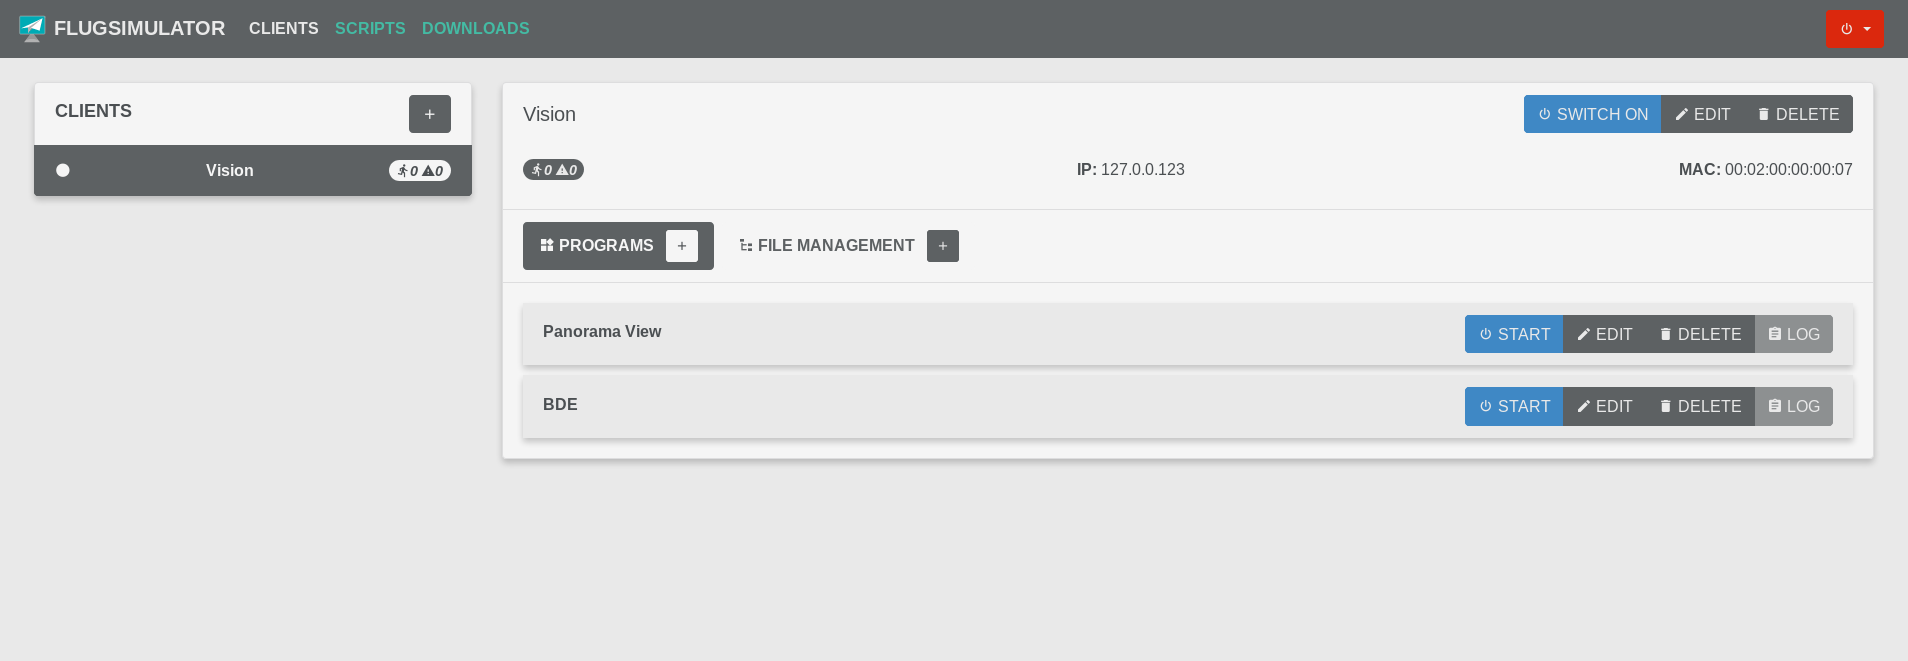 FLUGSIMULATOR CLIENTS SCRIPTS DOWNLOADS
CLIENTS +
Vision 0 0
Vision SWITCH ON EDIT DELETE
0 0 IP: 127.0.0.123 MAC: 00:02:00:00:00:07
PROGRAMS + FILE MANAGEMENT +
Panorama View START EDIT DELETE LOG
BDE START EDIT DELETE LOG